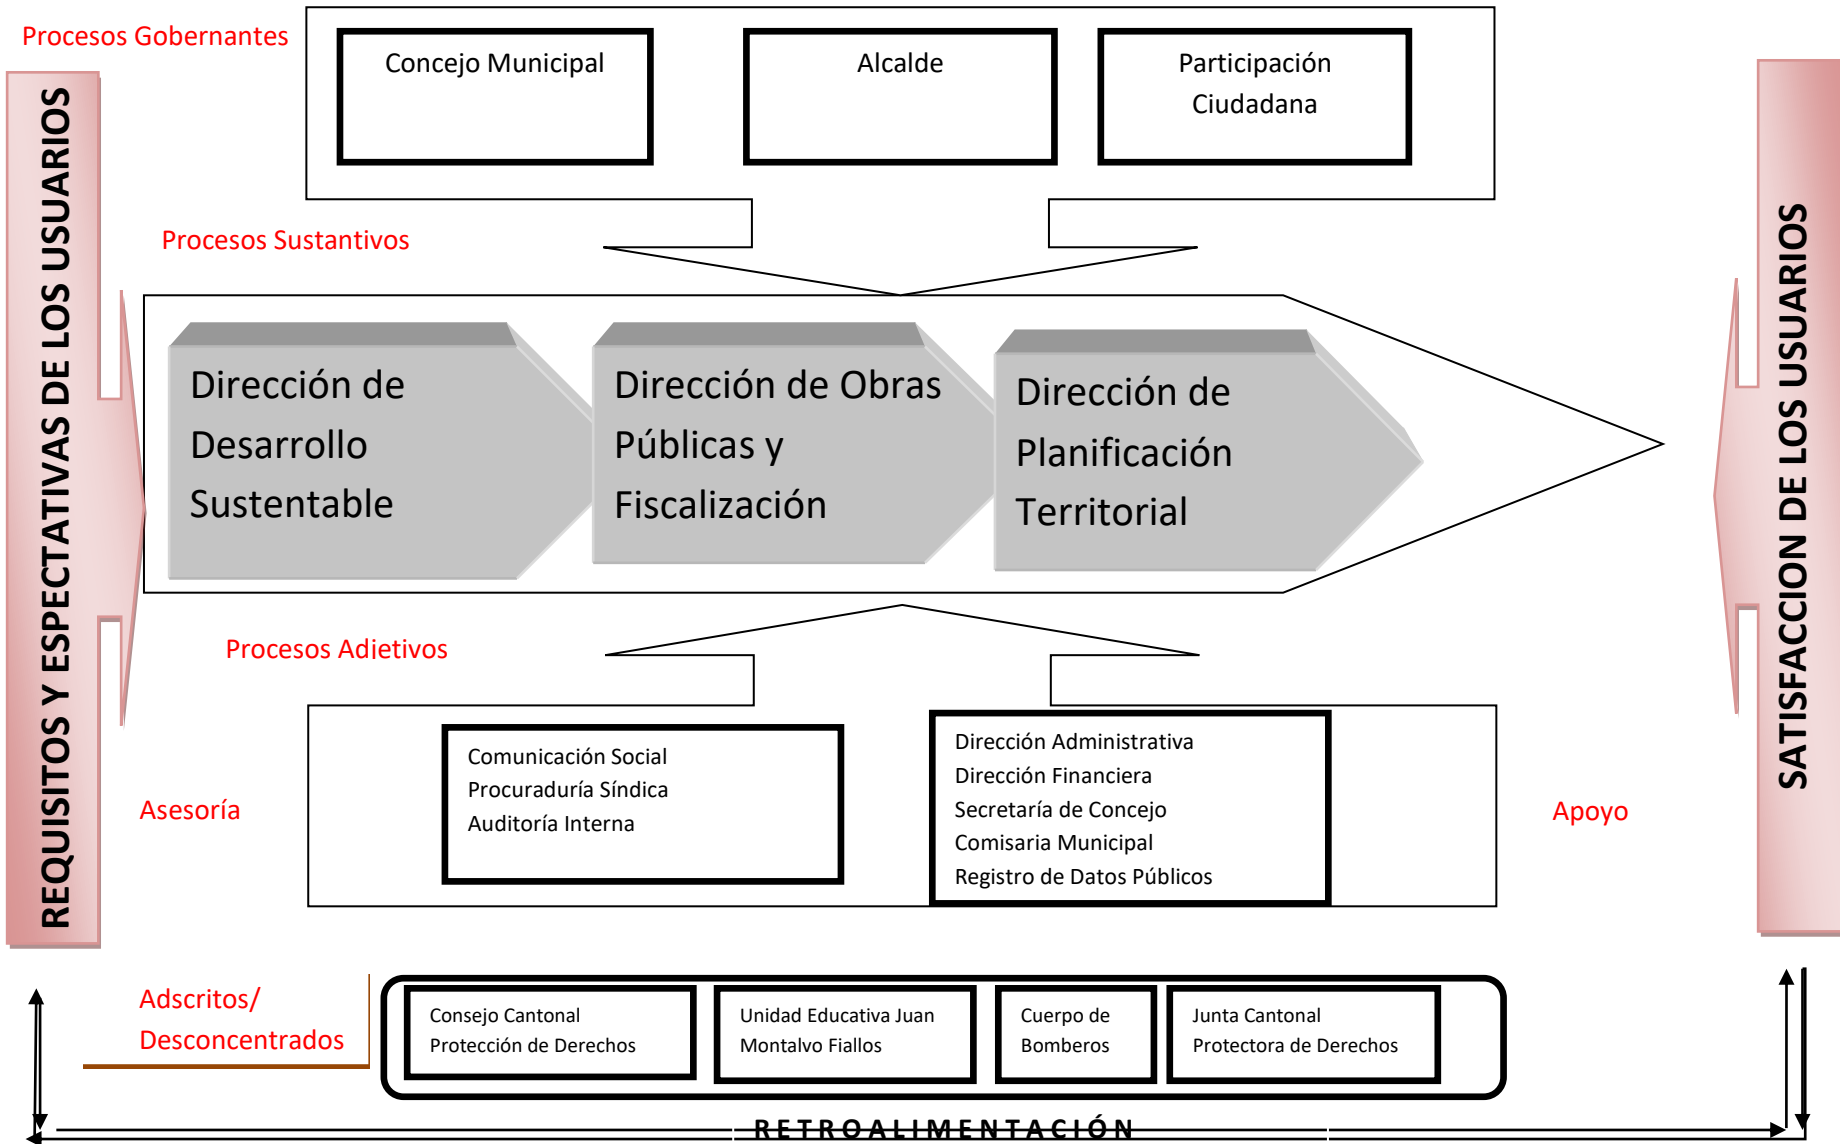 Procesos Gobernantes
Concejo Municipal
Alcalde
Participación
Ciudadana
REQUISITOS Y ESPECTATIVAS DE LOS USUARIOS
Procesos Sustantivos
Dirección de
Desarrollo
Sustentable
Dirección de Obras
Públicas y
Fiscalización
Dirección de
Planificación
Territorial
SATISFACCION DE LOS USUARIOS
Procesos Adjetivos
Asesoría
Comunicación Social
Procuraduría Síndica
Auditoría Interna
Dirección Administrativa
Dirección Financiera
Secretaría de Concejo
Comisaria Municipal
Registro de Datos Públicos
Apoyo
Adscritos/
Desconcentrados
Consejo Cantonal
Protección de Derechos
Unidad Educativa Juan
Montalvo Fiallos
Cuerpo de
Bomberos
Junta Cantonal
Protectora de Derechos
RETROALIMENTACIÓN